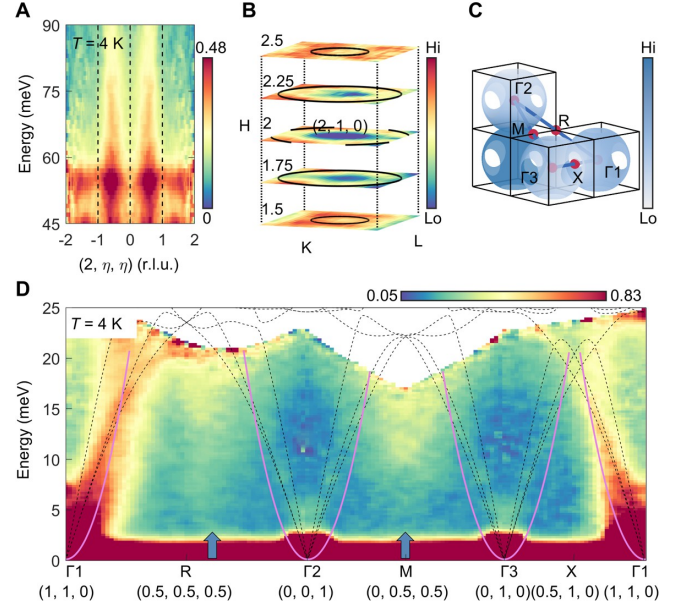 A
T = 4 K
90
75
60
45
Energy (meV)
-2 -1 0 1 2
(2, η, η) (r.l.u.)
0.48
0
B
2.5
2.25
2
(2, 1, 0)
1.75
1.5
H
K
L
Hi
Lo
C
Γ2
R
M
Γ3
X
Γ1
Hi
Lo
D
T = 4 K
0.05
0.83
25
20
15
10
5
0
Energy (meV)
Γ1 R Γ2 M Γ3 X Γ1
(1, 1, 0) (0.5, 0.5, 0.5) (0, 0, 1) (0, 0.5, 0.5) (0, 1, 0) (0.5, 1, 0) (1, 1, 0)